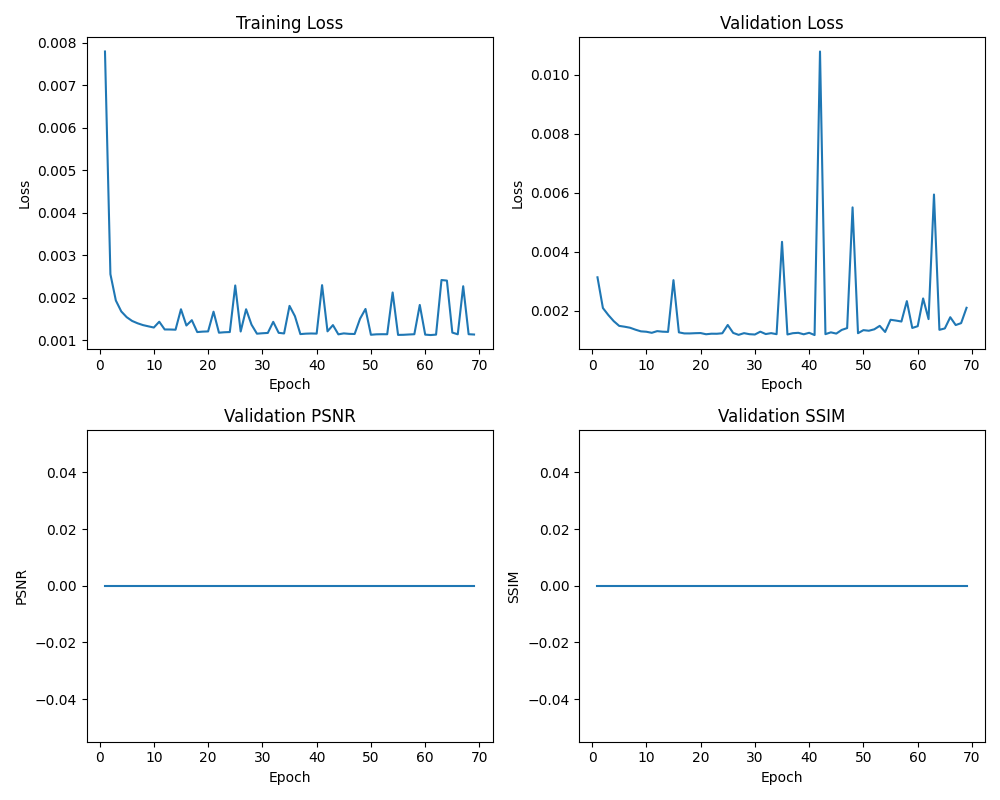 Training Loss
0.008
0.007
0.006
0.005
0.004
0.003
0.002
0.001
Loss
0 10 20 30 40 50 60 70
Epoch
Validation Loss
0.010
0.008
0.006
0.004
0.002
Loss
0 10 20 30 40 50 60 70
Epoch
Validation PSNR
0.04
0.02
0.00
−0.02
−0.04
PSNR
0 10 20 30 40 50 60 70
Epoch
Validation SSIM
0.04
0.02
0.00
−0.02
−0.04
SSIM
0 10 20 30 40 50 60 70
Epoch